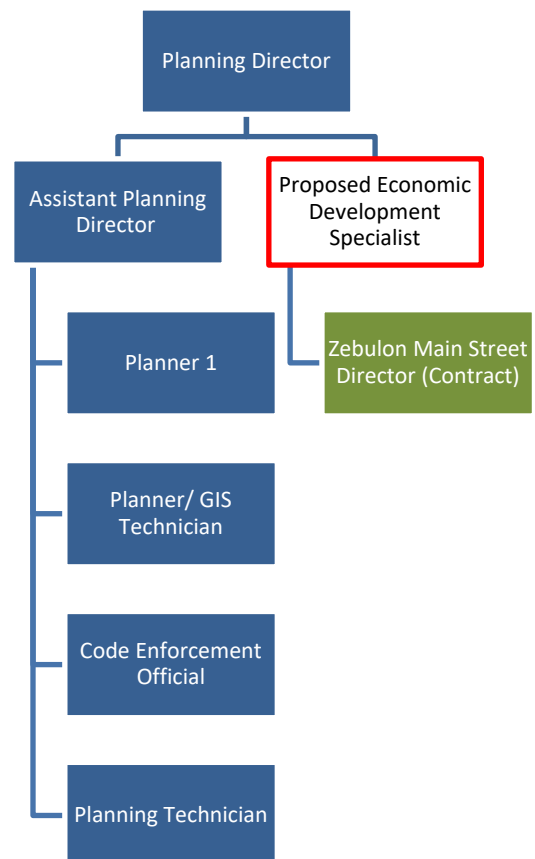 Planning Director
Assistant Planning
Director
Proposed Economic
Development
Specialist
Planner 1
Zebulon Main Street
Director (Contract)
Planner/ GIS
Technician
Code Enforcement
Official
Planning Technician